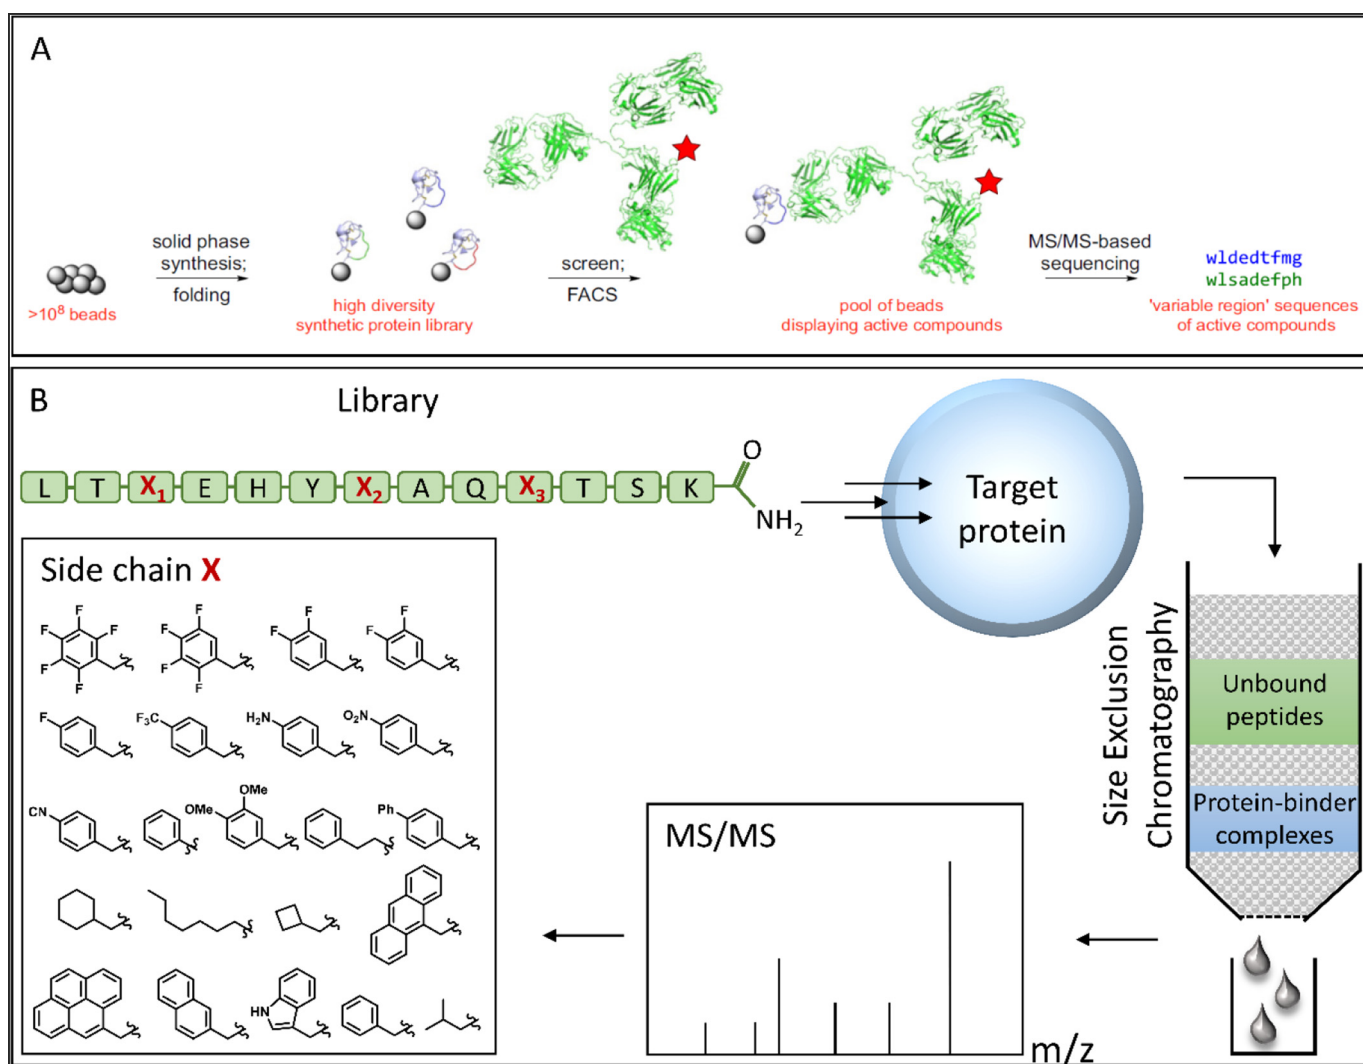 A
solid phase
synthesis;
folding
>10⁸ beads
high diversity
synthetic protein library
screen;
FACS
pool of beads
displaying active compounds
MS/MS-based
sequencing
wldedtfmg
wlsadefph
'variable region' sequences
of active compounds
B
Library
L T X₁ E H Y X₂ A Q X₃ T S K
O
NH₂
Target
protein
Side chain X
F F F F F
F F F F
F F
F F
F
F₃C
H₂N
O₂N
CN
OMe
OMe
Ph
HN
MS/MS
m/z
Size Exclusion
Chromatography
Unbound
peptides
Protein-binder
complexes